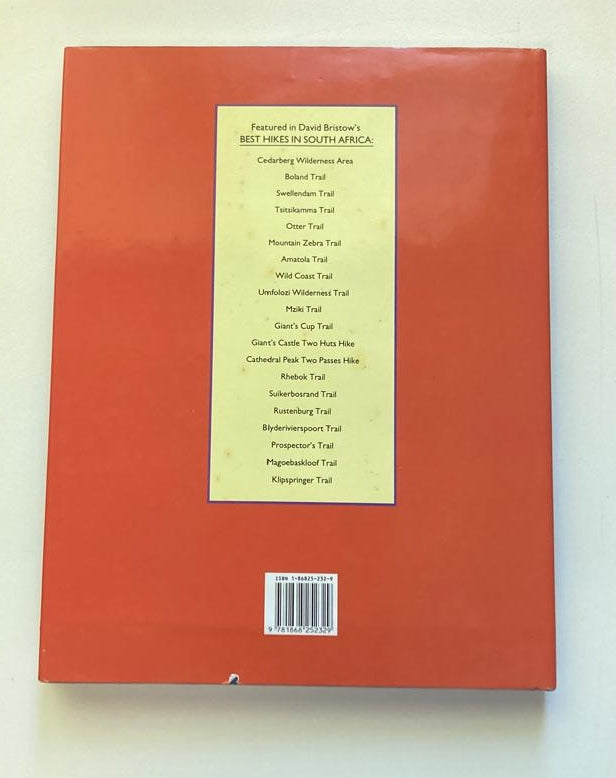 Featured in David Bristow's
BEST HIKES IN SOUTH AFRICA:
Cedarberg Wilderness Area
Boland Trail
Swellendam Trail
Tsitsikamma Trail
Otter Trail
Mountain Zebra Trail
Amatola Trail
Wild Coast Trail
Umfolozi Wilderness Trail
Mziki Trail
Giant's Cup Trail
Giant's Castle Two Huts Hike
Cathedral Peak Two Passes Hike
Rhebok Trail
Suikerbosrand Trail
Rustenburg Trail
Blyderivierspoort Trail
Prospector's Trail
Magoebaskloof Trail
Klipspringer Trail
ISBN 1-86825-232-9
9 781868 252329